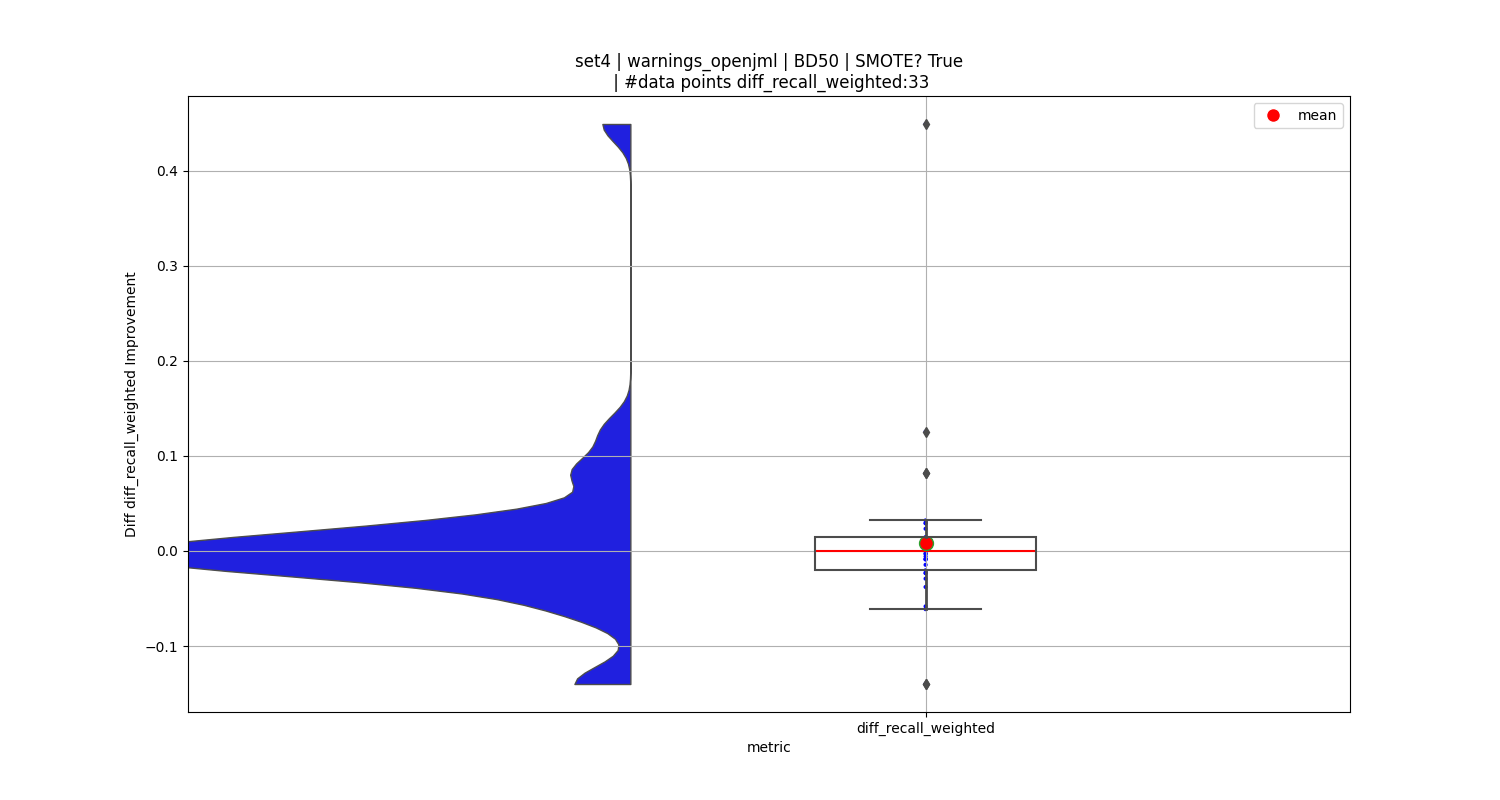 set4 | warnings_openjml | BD50 | SMOTE? True
| #data points diff_recall_weighted:33
mean
0.4
0.3
0.2
0.1
0.0
−0.1
Diff diff_recall_weighted Improvement
diff_recall_weighted
metric